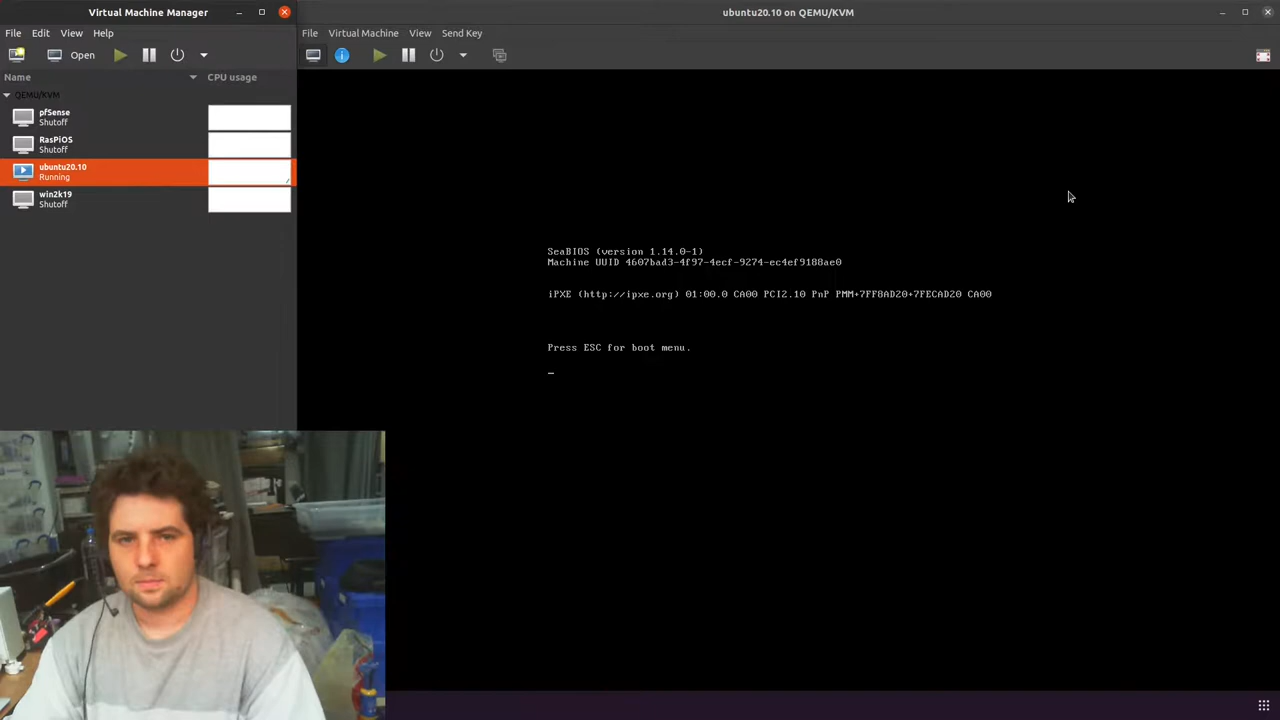 Virtual Machine Manager
File Edit View Help
Open
Name CPU usage
QEMU/KVM
pfSense
Shutoff
RasPiOS
Shutoff
ubuntu20.10
Running
win2k19
Shutoff
ubuntu20.10 on QEMU/KVM
File Virtual Machine View Send Key
SeaBIOS (version 1.14.0-1)
Machine UUID 4607bad3-4f97-4ecf-9274-ec4ef9188ae0
iPXE (http://ipxe.org) 01:00.0 CA00 PCI2.10 PnP PMM+7FF8AD20+7FECAD20 CA00
Press ESC for boot menu.